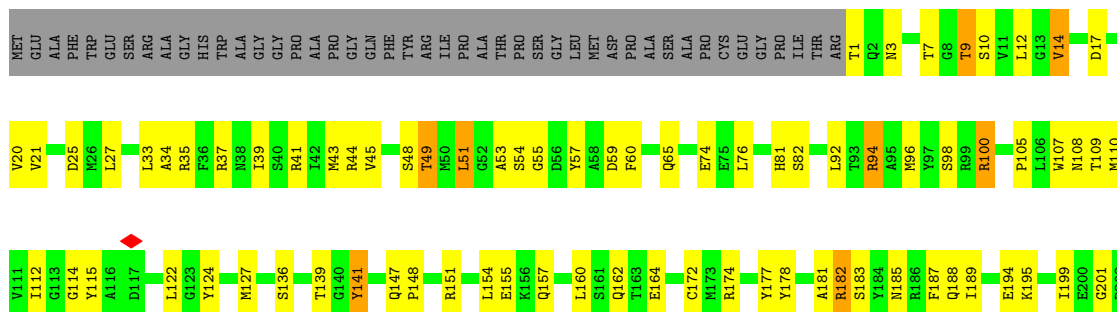 MET GLU ALA PHE TRP GLU SER ARG ALA GLY HIS TRP ALA GLY GLY PRO ALA PRO GLY GLN PHE TYR ARG ILE PRO ALA THR PRO SER GLY LEU MET ASP PRO ALA SER ALA PRO CYS GLU GLY PRO ILE THR ARG T1 Q2 N3 T7 G8 T9 S10 V11 L12 G13 V14 D17
V20 V21 D25 M26 L27 L33 A34 R35 F36 R37 N38 I39 S40 R41 I42 M43 R44 V45 S48 T49 M50 L51 G52 A53 S54 G55 D56 Y57 A58 D59 F60 Q65 E74 E75 L76 H81 S82 L92 T93 R94 A95 M96 Y97 S98 R99 R100 P105 L106 W107 N108 T109 M110
V111 I112 G113 G114 Y115 A116 D117 L122 G123 Y124 M127 S136 T139 G140 Y141 Q147 P148 R151 L154 E155 K156 Q157 L160 S161 Q162 T163 E164 C172 M173 R174 Y177 Y178 A181 R182 S183 Y184 N185 R186 F187 Q188 I189 E194 K195 I199 E200 G201